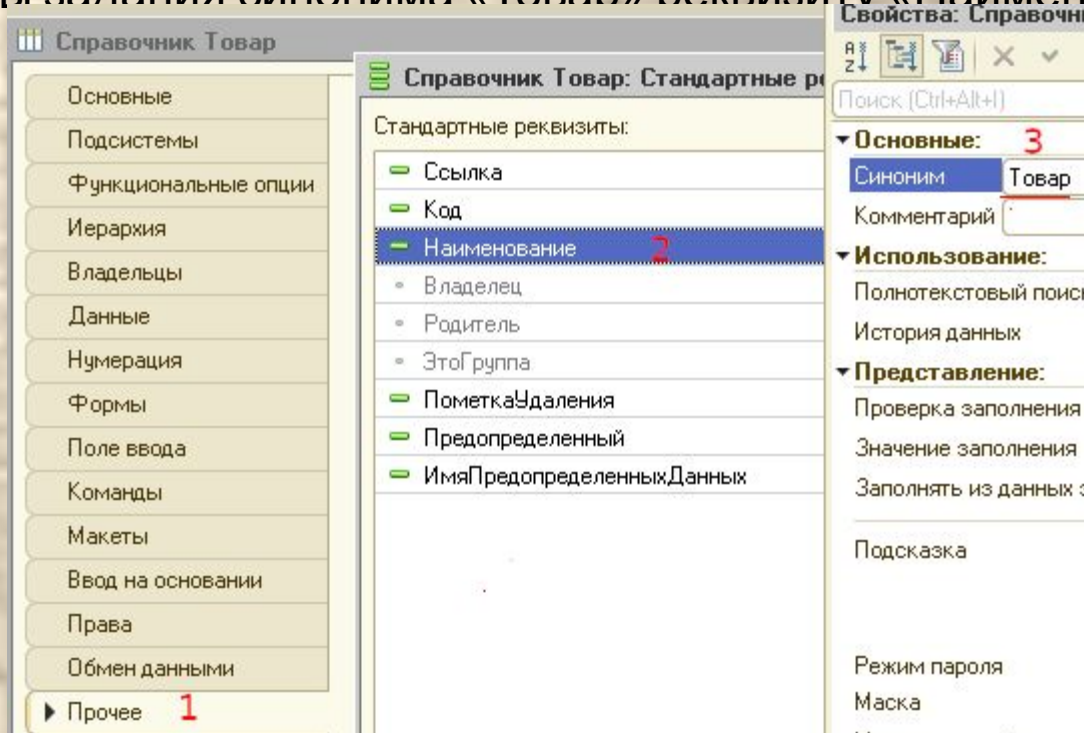 Справочник Товар
Основные
Подсистемы
Функциональные опции
Иерархия
Владельцы
Данные
Нумерация
Формы
Поле ввода
Команды
Макеты
Ввод на основании
Права
Обмен данными
Прочее 1
Справочник Товар: Стандартные ре
Стандартные реквизиты:
Ссылка
Код
Наименование 2
Владелец
Родитель
ЭтоГруппа
ПометкаУдаления
Предопределенный
ИмяПредопределенныхДанных
Свойства: Справочни
Поиск (Ctrl+Alt+I)
Основные: 3
Синоним Товар
Комментарий
Использование:
Полнотекстовый поиск
История данных
Представление:
Проверка заполнения
Значение заполнения
Заполнять из данных з
Подсказка
Режим пароля
Маска